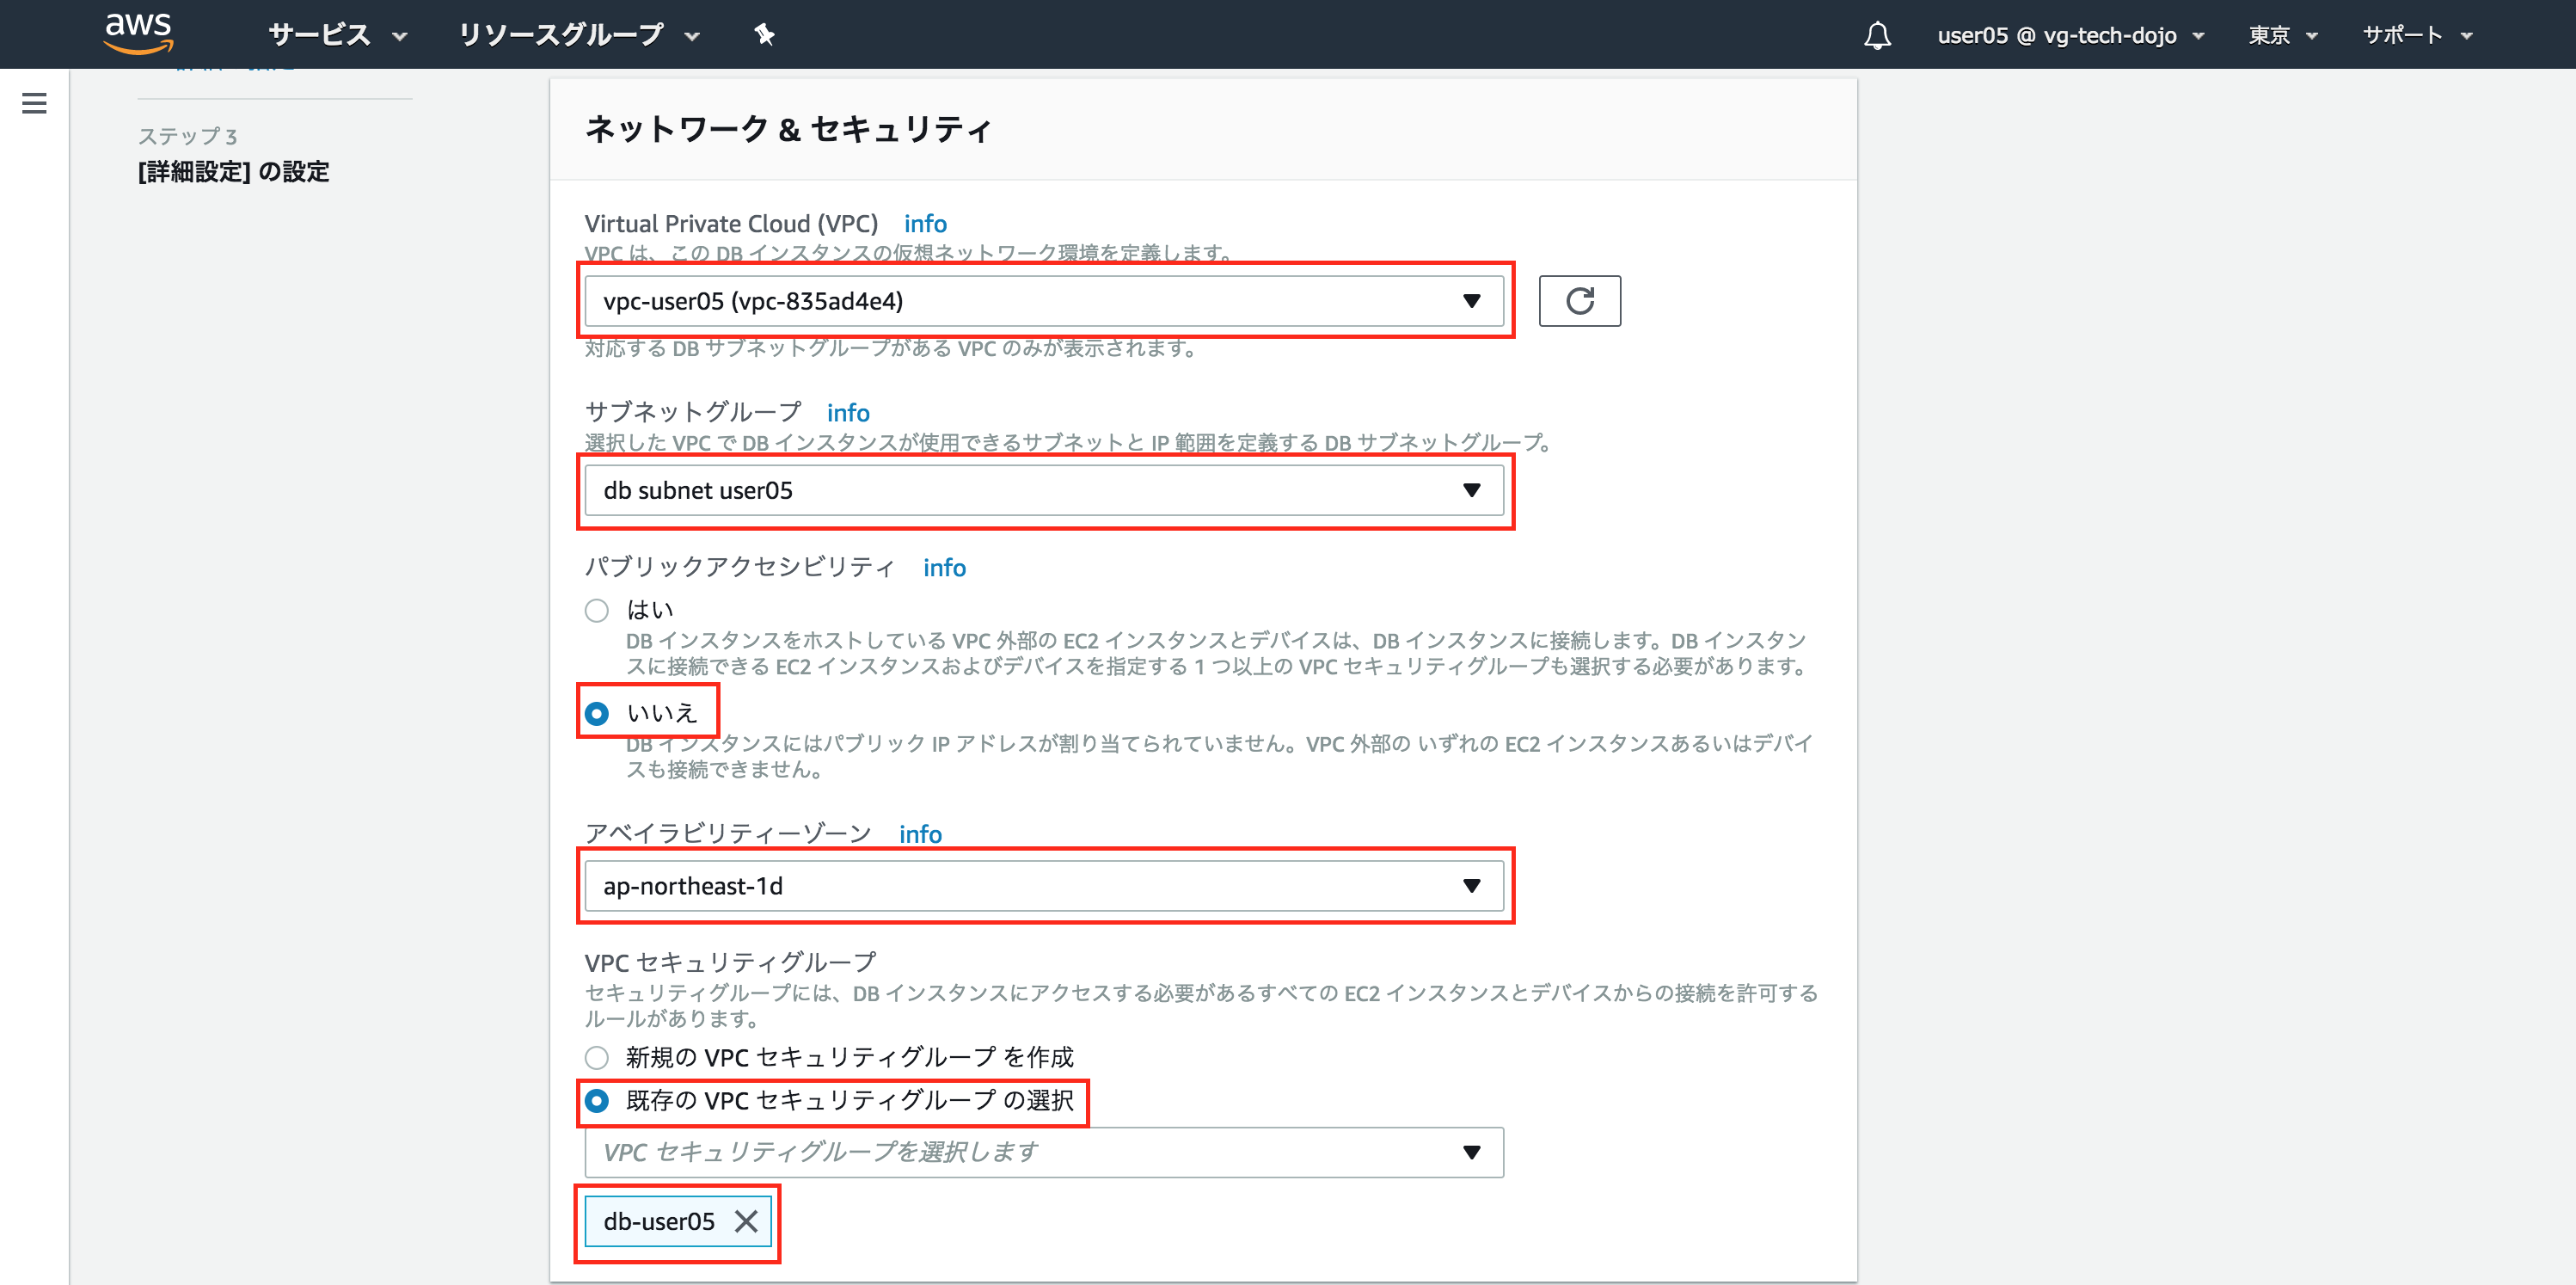 aws サービス リソースグループ user05 @ vg-tech-dojo 東京 サポート
ステップ 3
[詳細設定] の設定
ネットワーク & セキュリティ
Virtual Private Cloud (VPC) info
VPC は、この DB インスタンスの仮想ネットワーク環境を定義します。
vpc-user05 (vpc-835ad4e4)
対応する DB サブネットグループがある VPC のみが表示されます。
サブネットグループ info
選択した VPC で DB インスタンスが使用できるサブネットと IP 範囲を定義する DB サブネットグループ。
db subnet user05
パブリックアクセシビリティ info
はい
DB インスタンスをホストしている VPC 外部の EC2 インスタンスとデバイスは、DB インスタンスに接続します。DB インスタン
スに接続できる EC2 インスタンスおよびデバイスを指定する 1 つ以上の VPC セキュリティグループも選択する必要があります。
いいえ
DB インスタンスにはパブリック IP アドレスが割り当てられていません。VPC 外部の いずれの EC2 インスタンスあるいはデバイ
スも接続できません。
アベイラビリティーゾーン info
ap-northeast-1d
VPC セキュリティグループ
セキュリティグループには、DB インスタンスにアクセスする必要があるすべての EC2 インスタンスとデバイスからの接続を許可する
ルールがあります。
新規の VPC セキュリティグループ を作成
既存の VPC セキュリティグループ の選択
VPC セキュリティグループを選択します
db-user05